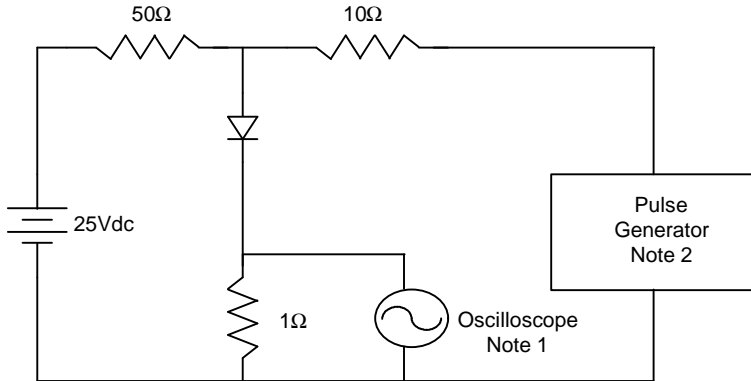 50Ω
10Ω
25Vdc
Pulse
Generator
Note 2
1Ω
Oscilloscope
Note 1